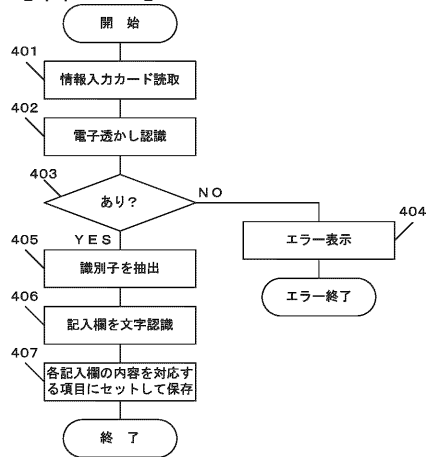 開　始
401
情報入力カード読取
402
電子透かし認識
403
あり?
NO
404
エラー表示
エラー終了
YES
405
識別子を抽出
406
記入欄を文字認識
407
各記入欄の内容を対応す
る項目にセットして保存
終　了